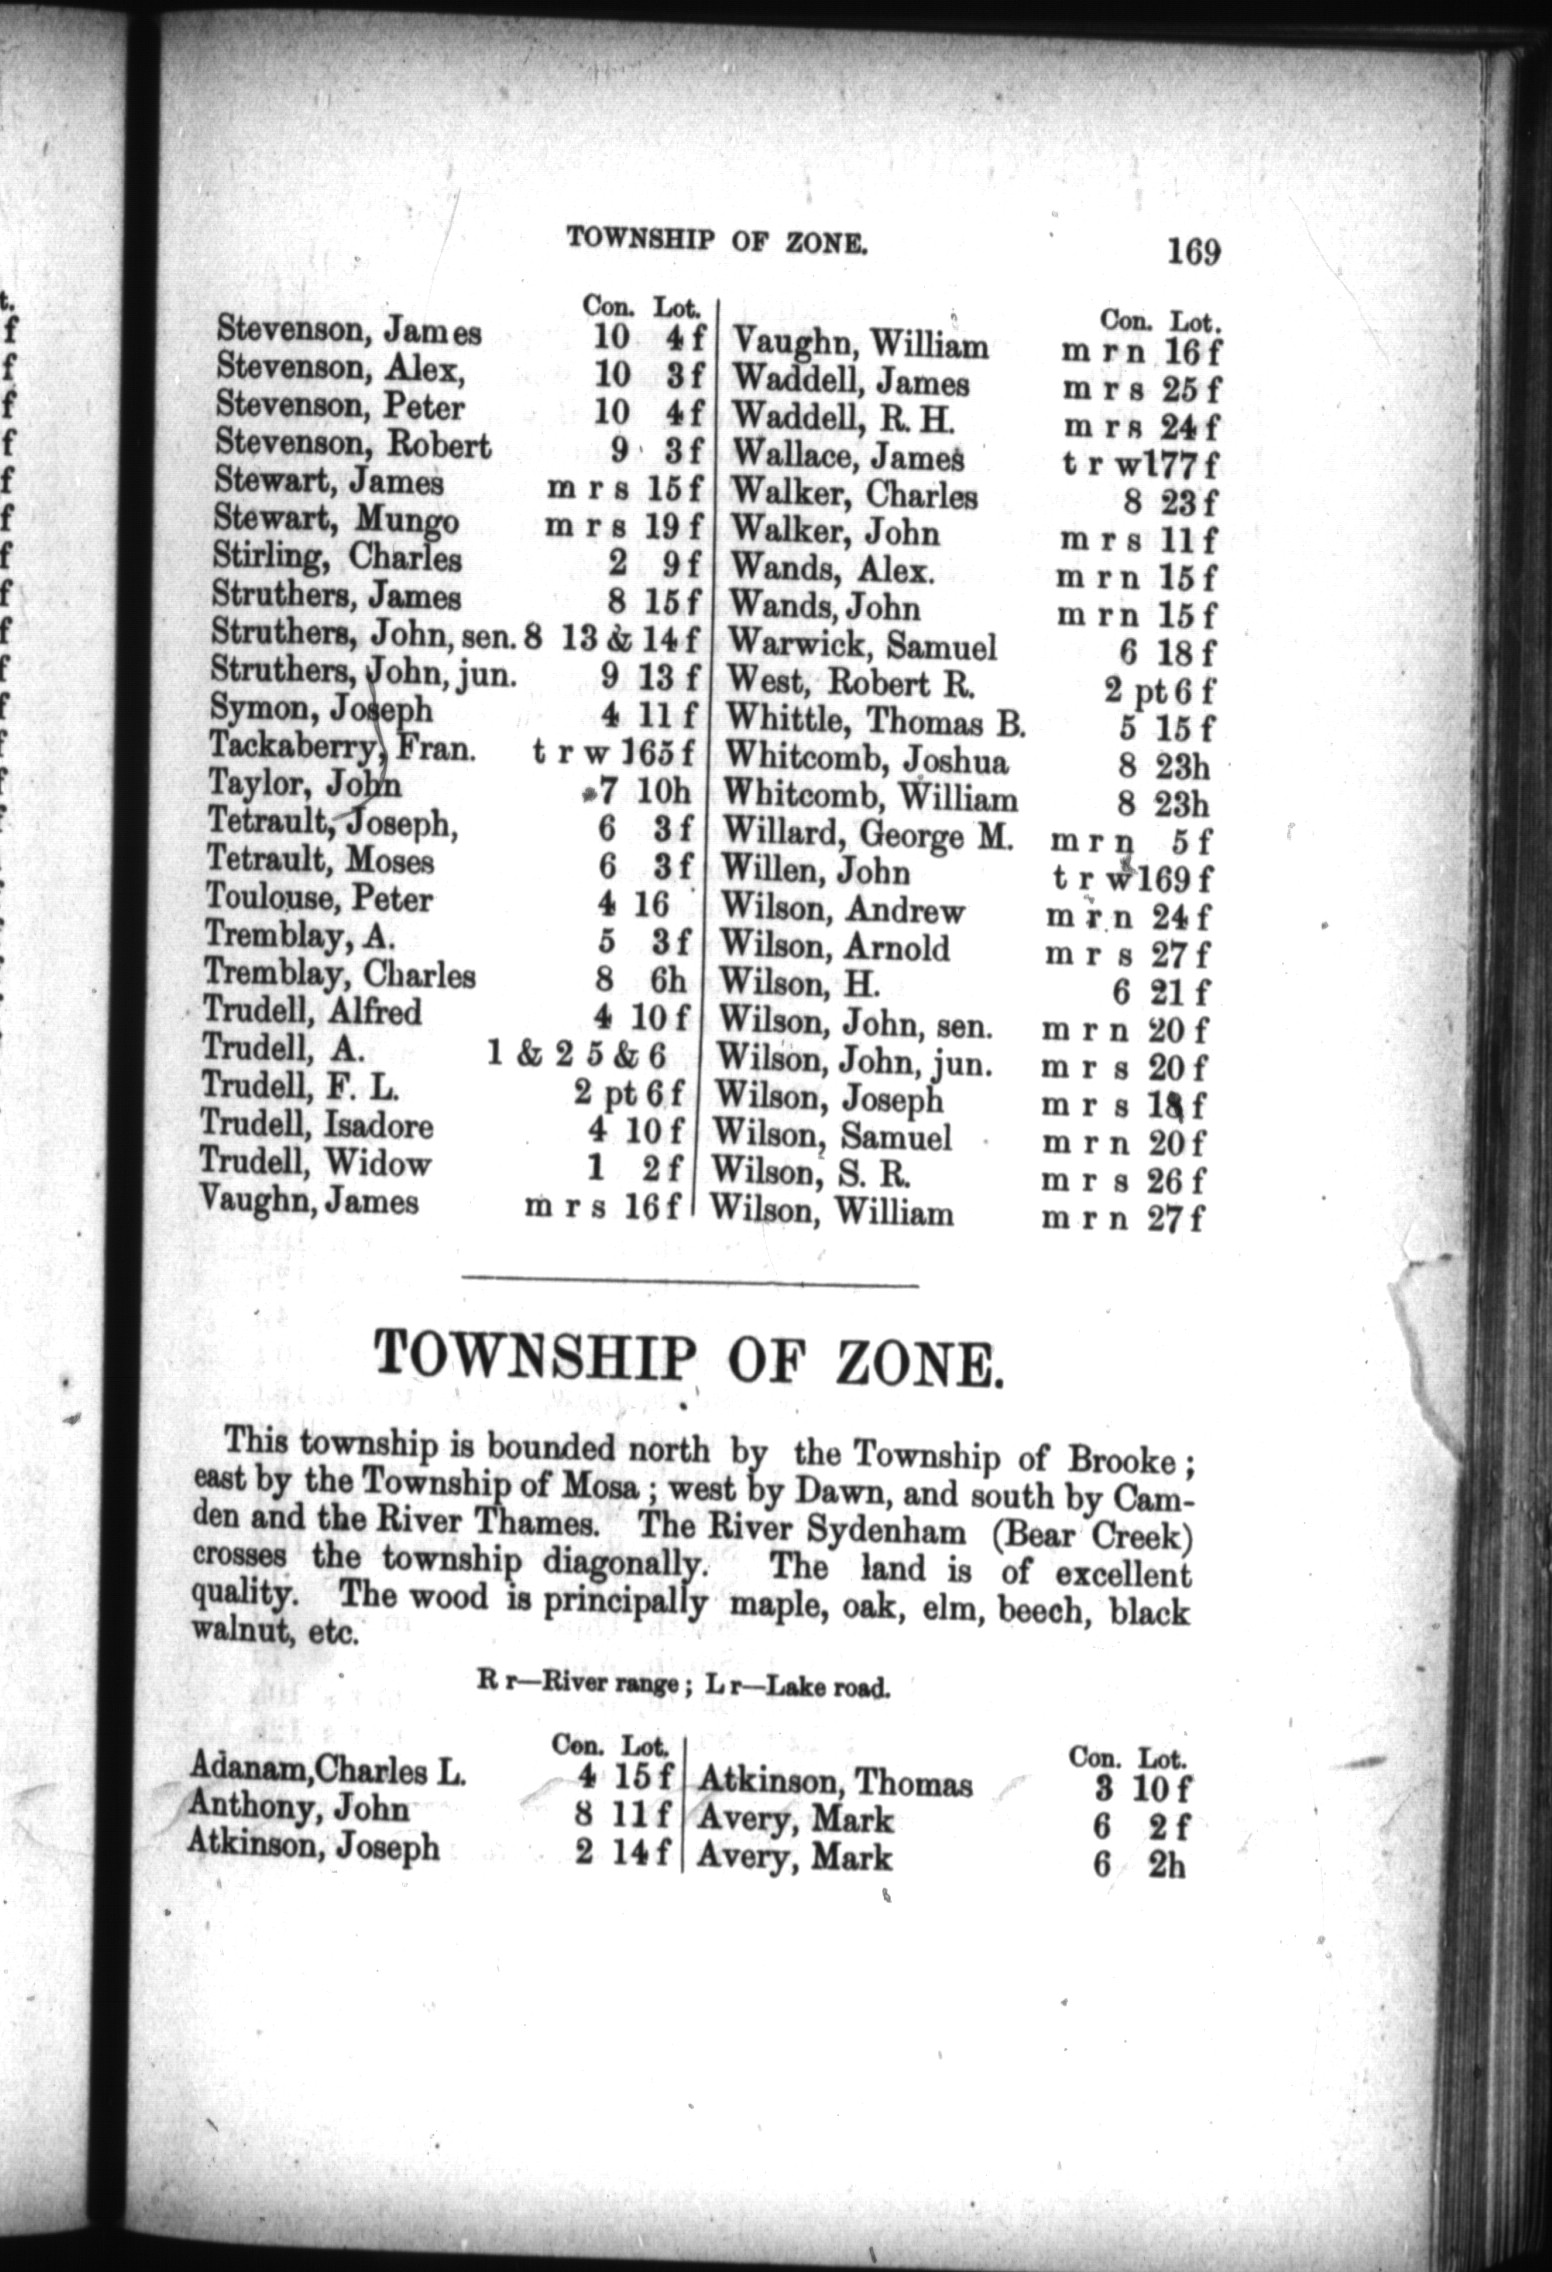 TOWNSHIP OF ZONE. 169
Con. Lot.
Stevenson, James 10 4 f
Stevenson, Alex, 10 3 f
Stevenson, Peter 10 4 f
Stevenson, Robert 9 3 f
Stewart, James m r s 15 f
Stewart, Mungo m r s 19 f
Stirling, Charles 2 9 f
Struthers, James 8 15 f
Struthers, John, sen. 8 13 & 14 f
Struthers, John, jun. 9 13 f
Symon, Joseph 4 11 f
Tackaberry, Fran. t r w 165 f
Taylor, John 7 10h
Tetrault, Joseph, 6 3 f
Tetrault, Moses 6 3 f
Toulouse, Peter 4 16
Tremblay, A. 5 3 f
Tremblay, Charles 8 6h
Trudell, Alfred 4 10 f
Trudell, A. 1 & 2 5 & 6
Trudell, F. L. 2 pt 6 f
Trudell, Isadore 4 10 f
Trudell, Widow 1 2 f
Vaughn, James m r s 16 f
Con. Lot.
Vaughn, William m r n 16 f
Waddell, James m r s 25 f
Waddell, R. H. m r s 24 f
Wallace, James t r w177 f
Walker, Charles 8 23 f
Walker, John m r s 11 f
Wands, Alex. m r n 15 f
Wands, John m r n 15 f
Warwick, Samuel 6 18 f
West, Robert R. 2 pt 6 f
Whittle, Thomas B. 5 15 f
Whitcomb, Joshua 8 23h
Whitcomb, William 8 23h
Willard, George M. m r n 5 f
Willen, John t r w169 f
Wilson, Andrew m r n 24 f
Wilson, Arnold m r s 27 f
Wilson, H. 6 21 f
Wilson, John, sen. m r n 20 f
Wilson, John, jun. m r s 20 f
Wilson, Joseph m r s f
Wilson, Samuel m r n 20 f
Wilson, S. R. m r s 26 f
Wilson, William m r n 27 f
TOWNSHIP OF ZONE.
This township is bounded north by the Township of Brooke ;
east by the Township of Mosa ; west by Dawn, and south by Cam-
den and the River Thames. The River Sydenham (Bear Creek)
crosses the township diagonally. The land is of excellent
quality. The wood is principally maple, oak, elm, beech, black
walnut, etc.
R r—River range ; L r—Lake road.
Con. Lot.
Adanam,Charles L. 4 15 f
Anthony, John 8 11 f
Atkinson, Joseph 2 14 f
Con. Lot.
Atkinson, Thomas 3 10 f
Avery, Mark 6 2 f
Avery, Mark 6 2h